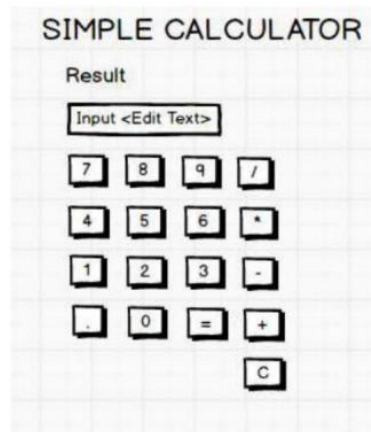 SIMPLE CALCULATOR
Result
Input <Edit Text>
7 8 9 /
4 5 6 *
1 2 3 -
. 0 = +
C